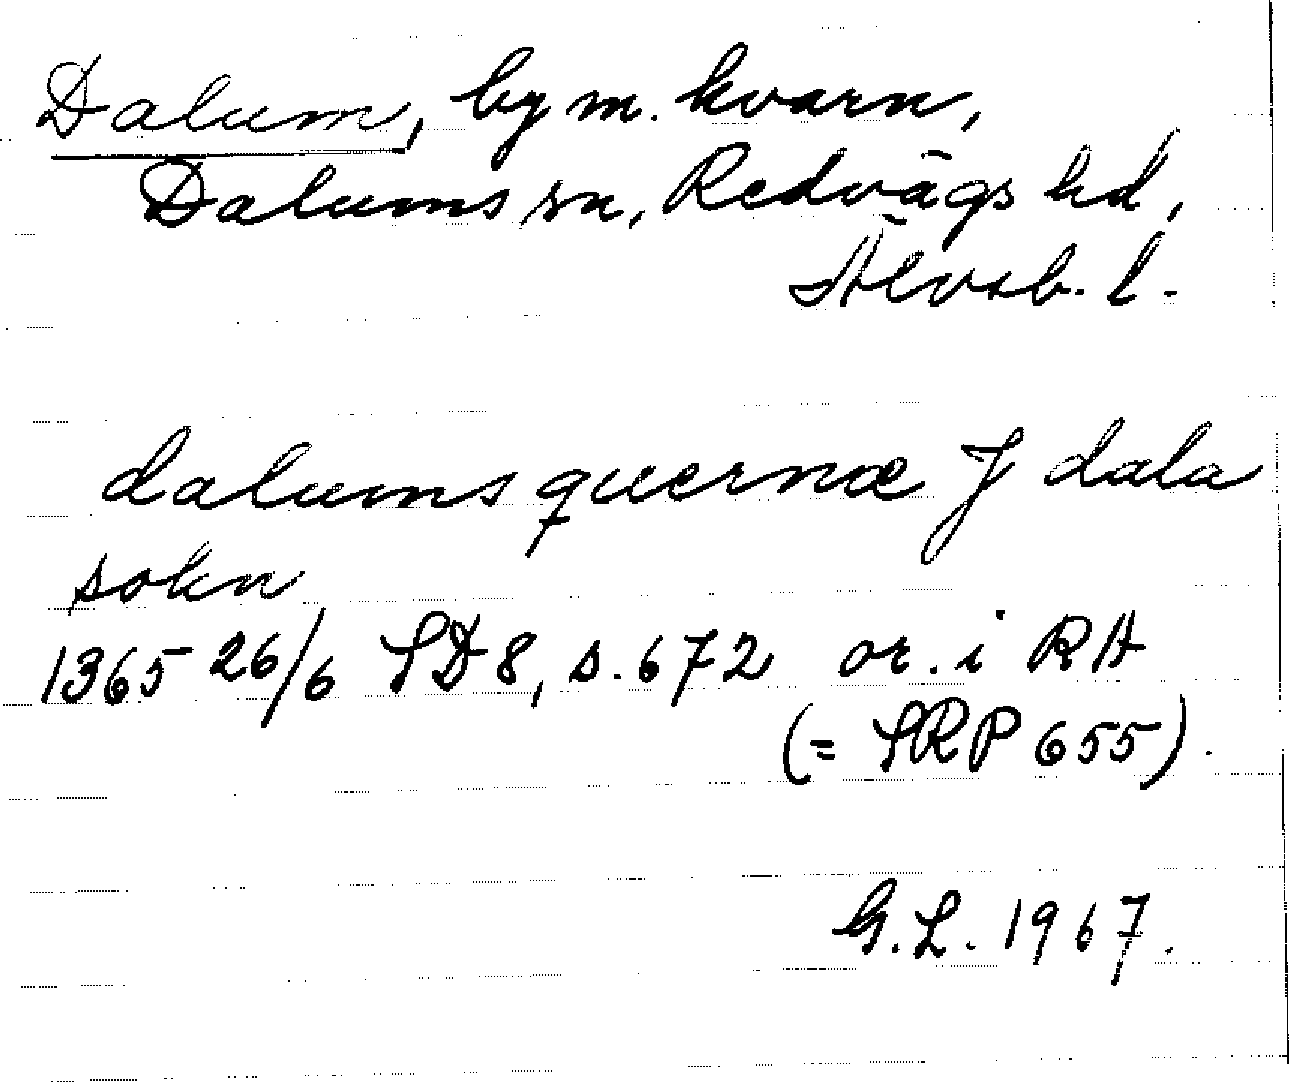 Dalum, by m. kvarn,
Dalums sn, Redvägs hd,
Älvsb. l.
dalums quernæ J dala
sokn
1365 26/6 SD 8, s. 672 or. i RA
(= SRP 655).
G. L. 1967.